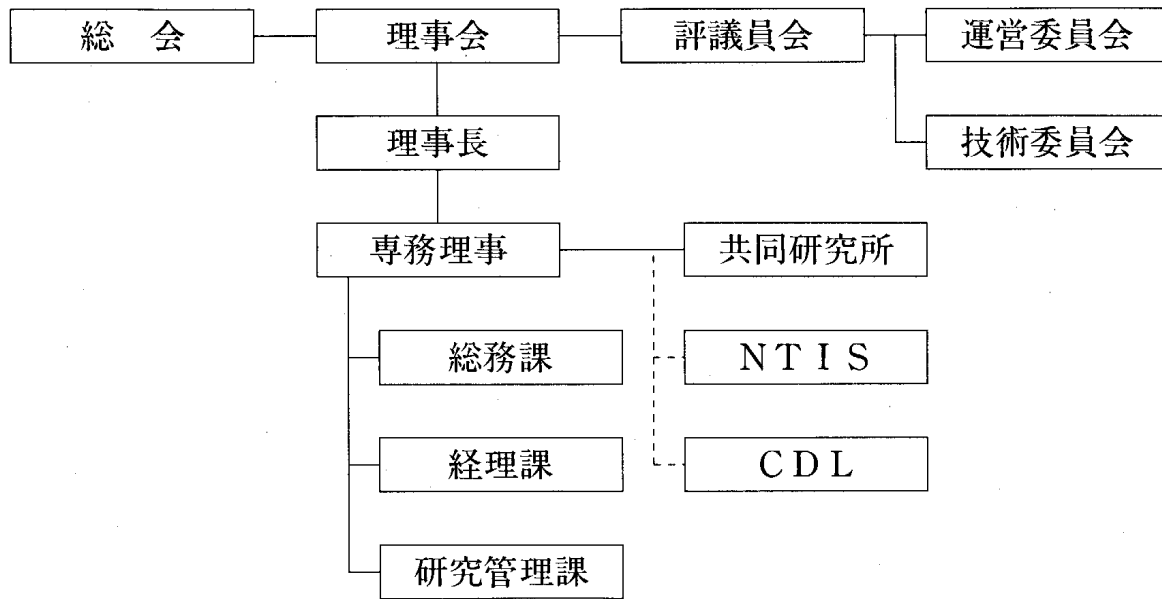 総　会
理事会
評議員会
運営委員会
理事長
技術委員会
専務理事
共同研究所
総務課
ＮＴＩＳ
経理課
ＣＤＬ
研究管理課